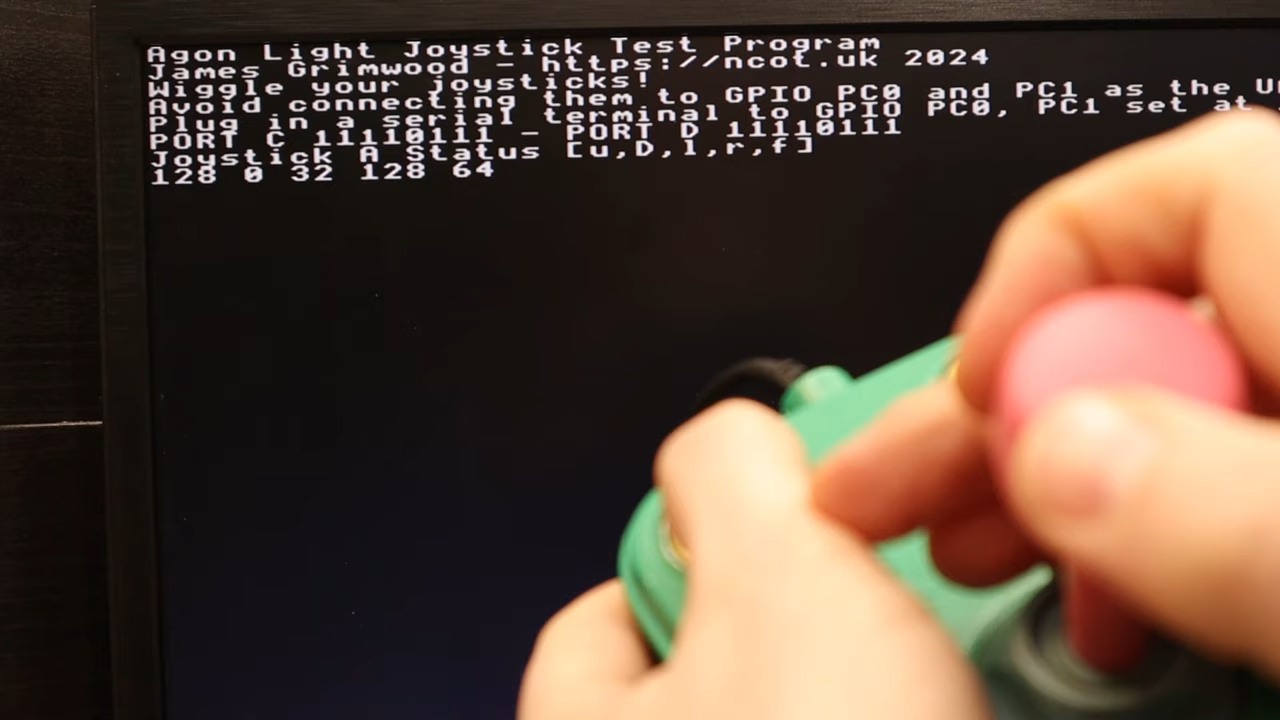 Agon Light Joystick Test Program
James Grimwood - https://ncot.uk 2024
Wiggle your joysticks!
Avoid connecting them to GPIO PC0 and PC1 as the
Plug in a serial terminal to GPIO PC0, PC1 set at
PORT C 11110111 - PORT D 11110111
Joystick A Status [u,D,l,r,f]
128 0 32 128 64